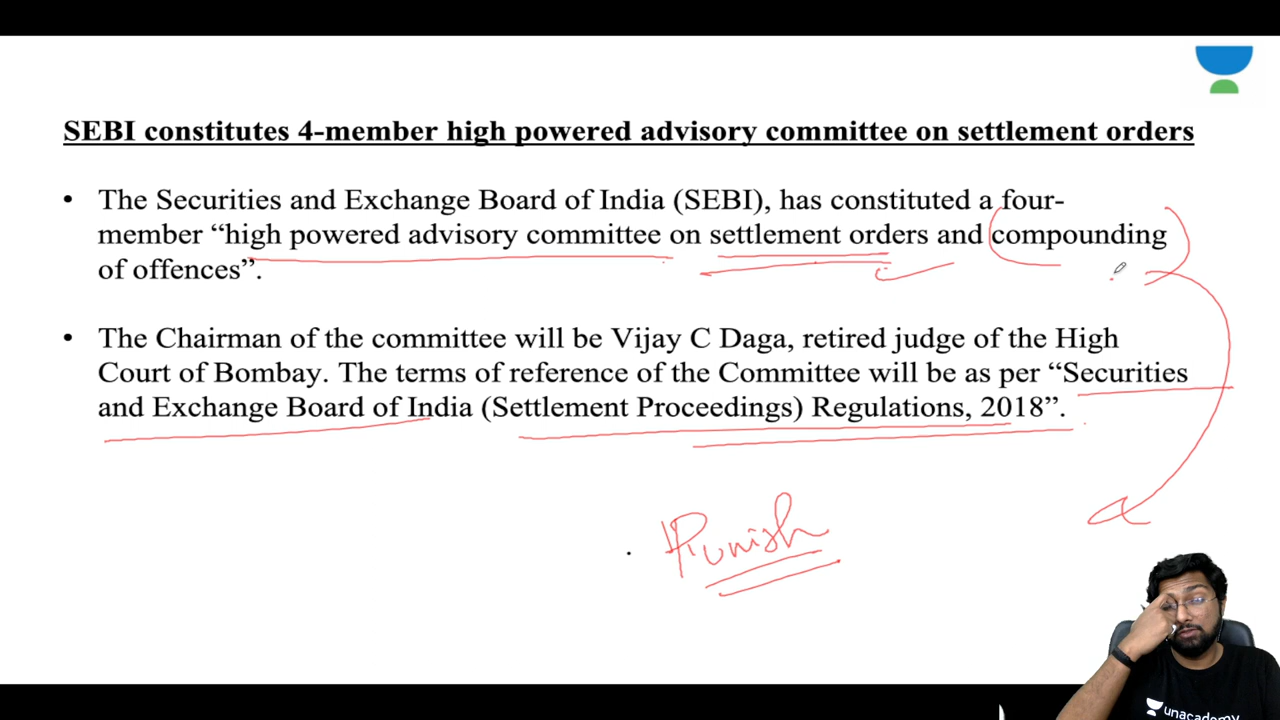 SEBI constitutes 4-member high powered advisory committee on settlement orders
• The Securities and Exchange Board of India (SEBI), has constituted a four-
member “high powered advisory committee on settlement orders and compounding
of offences”.
• The Chairman of the committee will be Vijay C Daga, retired judge of the High
Court of Bombay. The terms of reference of the Committee will be as per “Securities
and Exchange Board of India (Settlement Proceedings) Regulations, 2018”.
Punish
unacademy